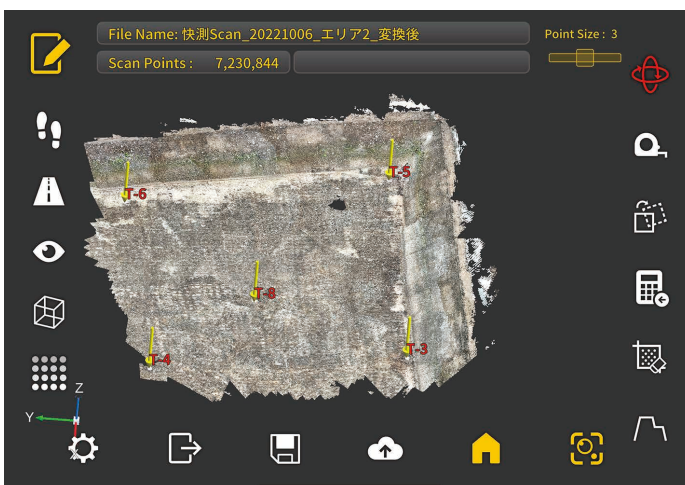 File Name: 快測Scan_20221006_エリア2_変換後
Point Size : 3
Scan Points : 7,230,844
T-5
T-6
T-8
T-3
T-4
Z
Y
X